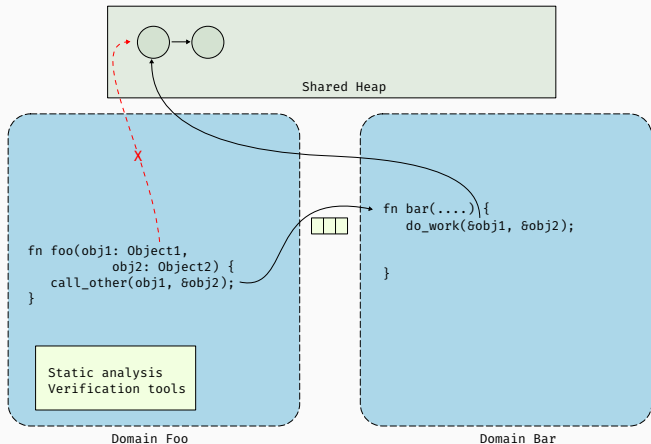 Shared Heap
X
fn foo(obj1: Object1,
obj2: Object2) {
call_other(obj1, &obj2);
}
Static analysis
Verification tools
Domain Foo
fn bar(....) {
do_work(&obj1, &obj2);
}
Domain Bar